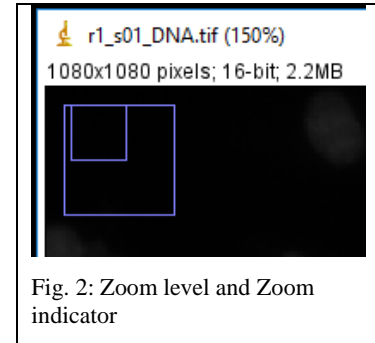 r1_s01_DNA.tif (150%)
1080x1080 pixels; 16-bit; 2.2MB
Fig. 2: Zoom level and Zoom
indicator